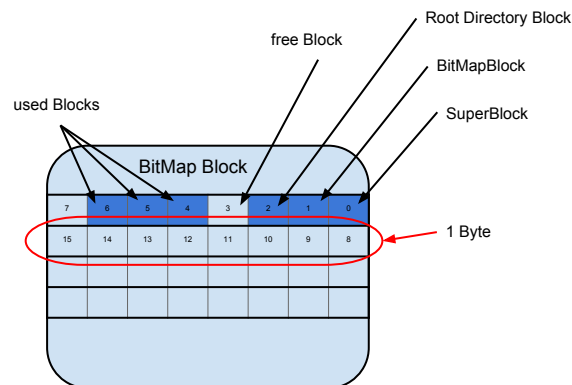 Root Directory Block
free Block
BitMapBlock
used Blocks
SuperBlock
BitMap Block
7 6 5 4 3 2 1 0
15 14 13 12 11 10 9 8
1 Byte